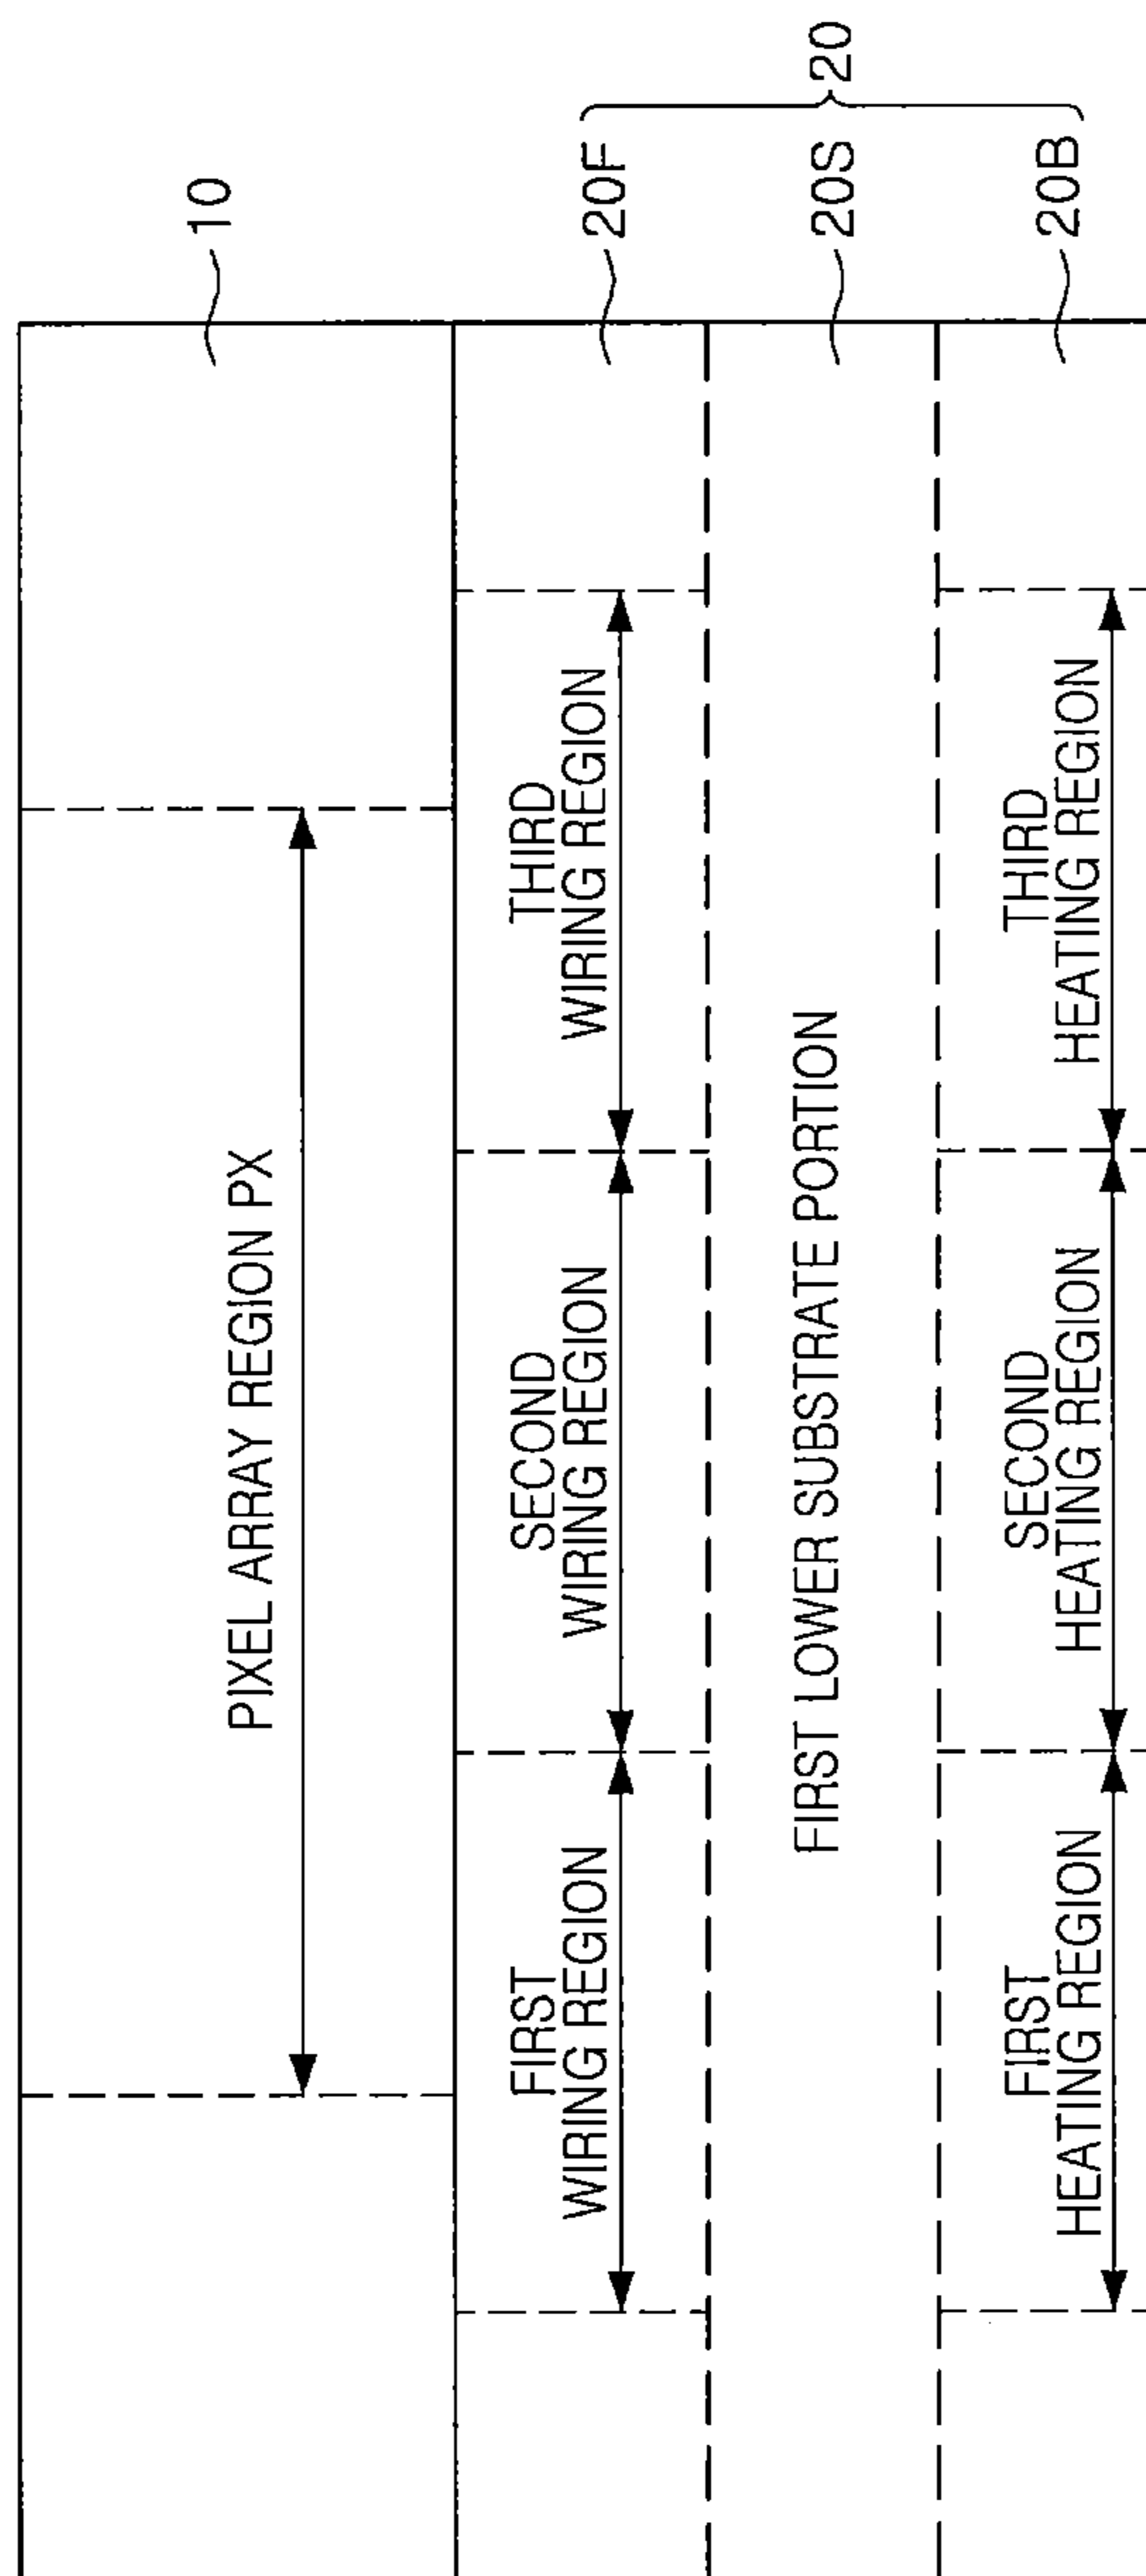 10
PIXEL ARRAY REGION PX
20F
20
FIRST
WIRING REGION
SECOND
WIRING REGION
THIRD
WIRING REGION
20S
FIRST LOWER SUBSTRATE PORTION
20B
FIRST
HEATING REGION
SECOND
HEATING REGION
THIRD
HEATING REGION